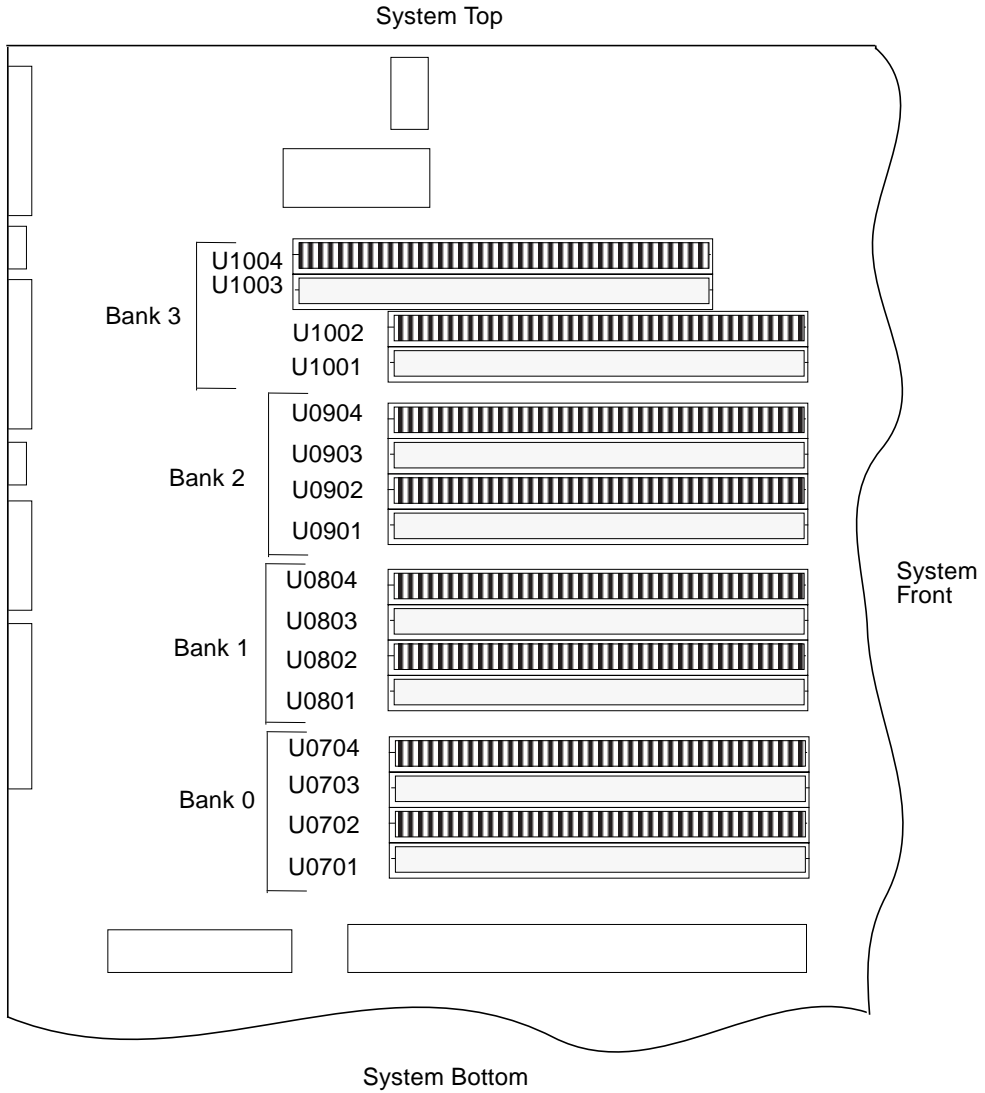 System Top
U1004
U1003
Bank 3
U1002
U1001
U0904
U0903
Bank 2
U0902
U0901
U0804
U0803
Bank 1
U0802
U0801
U0704
U0703
Bank 0
U0702
U0701
System
Front
System Bottom